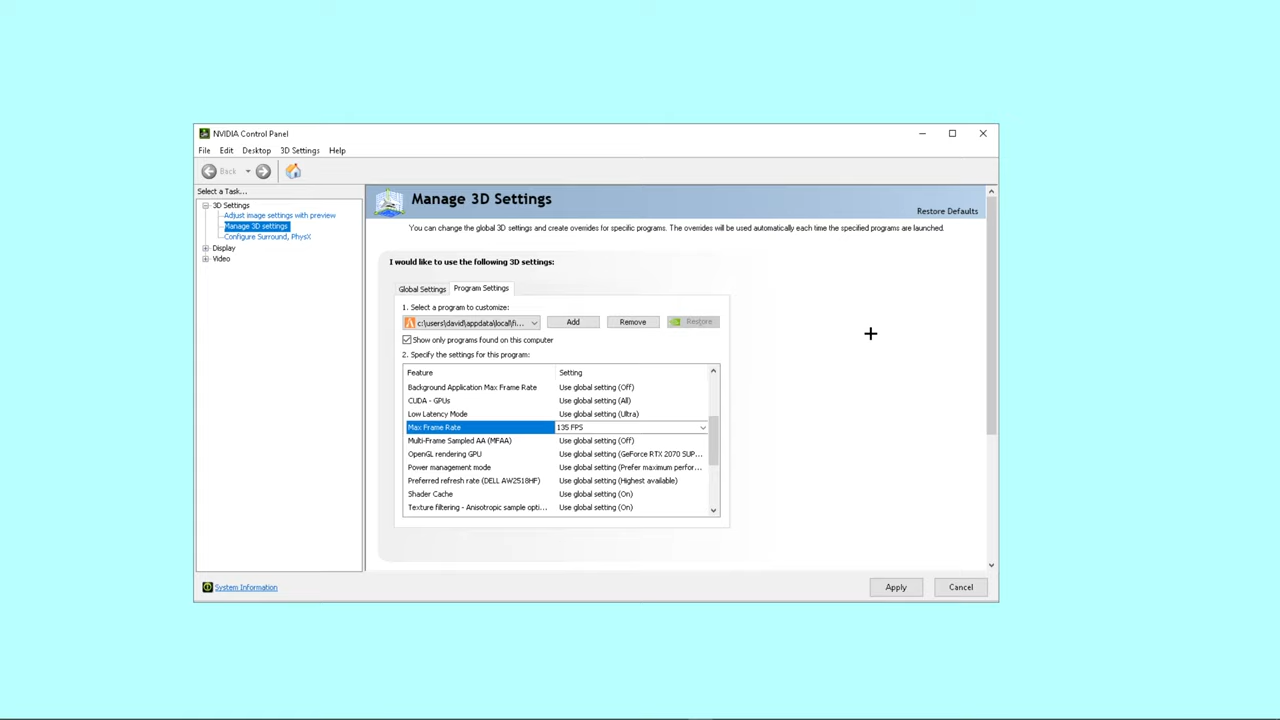 NVIDIA Control Panel
File Edit Desktop 3D Settings Help
Back
Select a Task...
3D Settings
Adjust image settings with preview
Manage 3D settings
Configure Surround, PhysX
Display
Video
Manage 3D Settings
Restore Defaults
You can change the global 3D settings and create overrides for specific programs. The overrides will be used automatically each time the specified programs are launched.
I would like to use the following 3D settings:
Global Settings Program Settings
1. Select a program to customize:
c:\users\david\appdata\local\fi... Add Remove Restore
Show only programs found on this computer
2. Specify the settings for this program:
Feature Setting
Background Application Max Frame Rate Use global setting (Off)
CUDA - GPUs Use global setting (All)
Low Latency Mode Use global setting (Ultra)
Max Frame Rate 135 FPS
Multi-Frame Sampled AA (MFAA) Use global setting (Off)
OpenGL rendering GPU Use global setting (GeForce RTX 2070 SUP...
Power management mode Use global setting (Prefer maximum perfor...
Preferred refresh rate (DELL AW2518HF) Use global setting (Highest available)
Shader Cache Use global setting (On)
Texture filtering - Anisotropic sample opti... Use global setting (On)
System Information
Apply Cancel